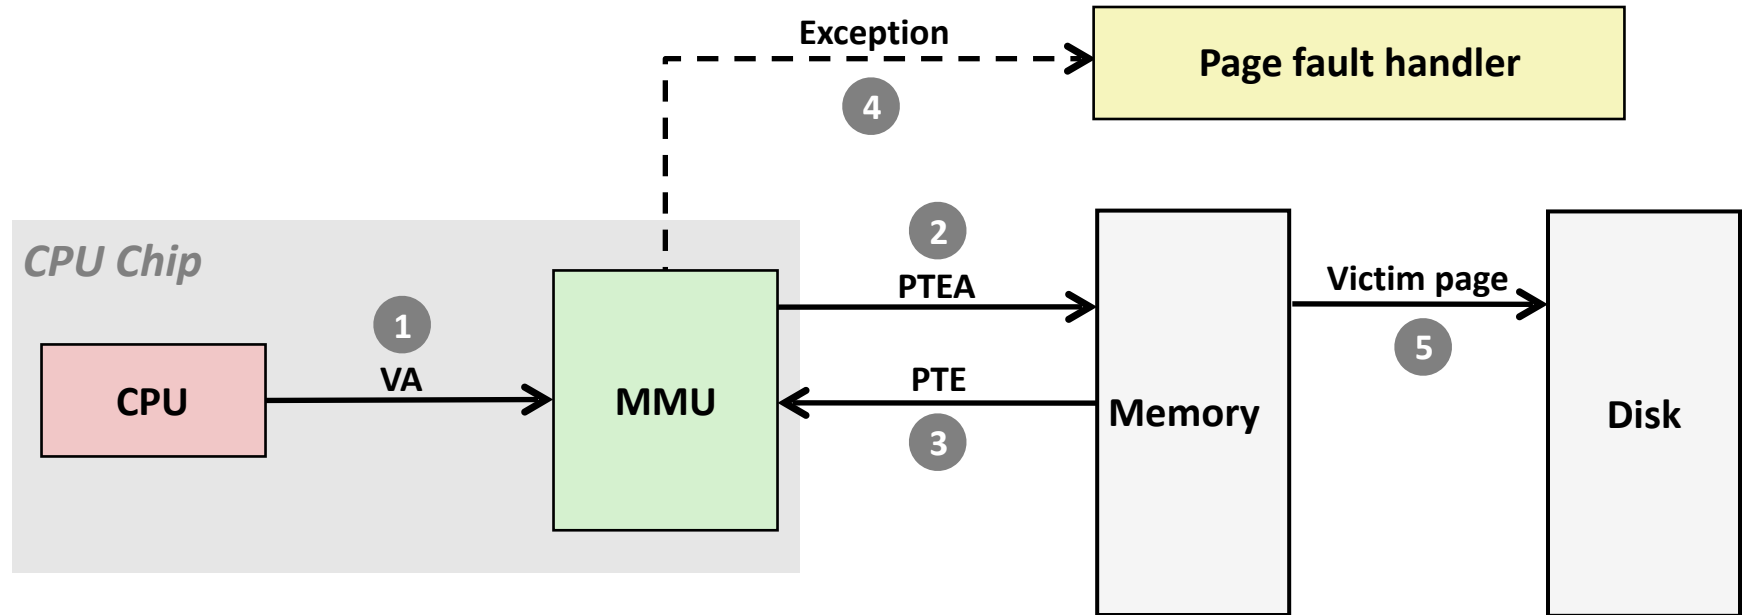 Exception
Page fault handler
4
2
CPU Chip
PTEA
Victim page
1
5
VA
PTE
CPU
MMU
Memory
Disk
3